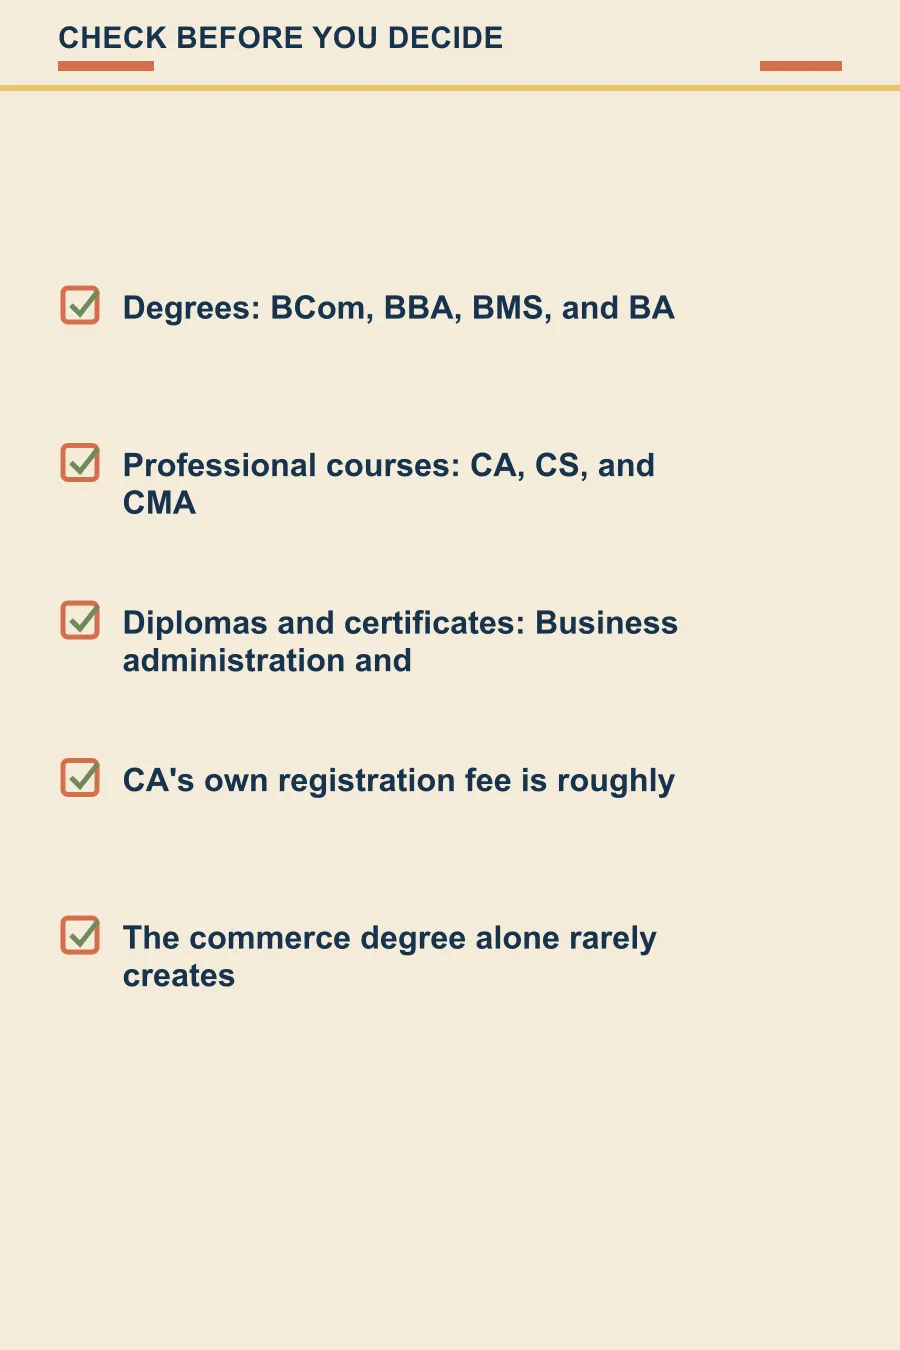 CHECK BEFORE YOU DECIDE
Degrees: BCom, BBA, BMS, and BA
Professional courses: CA, CS, and
CMA
Diplomas and certificates: Business
administration and
CA's own registration fee is roughly
The commerce degree alone rarely
creates